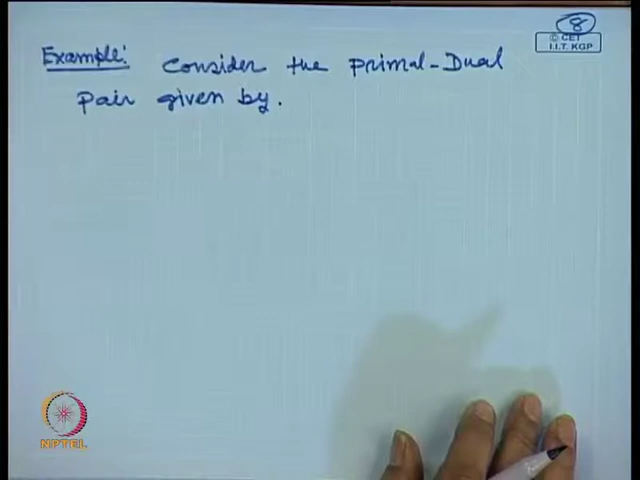 8
© CET
I.I.T. KGP
Example: Consider the Primal-Dual
Pair given by.
NPTEL